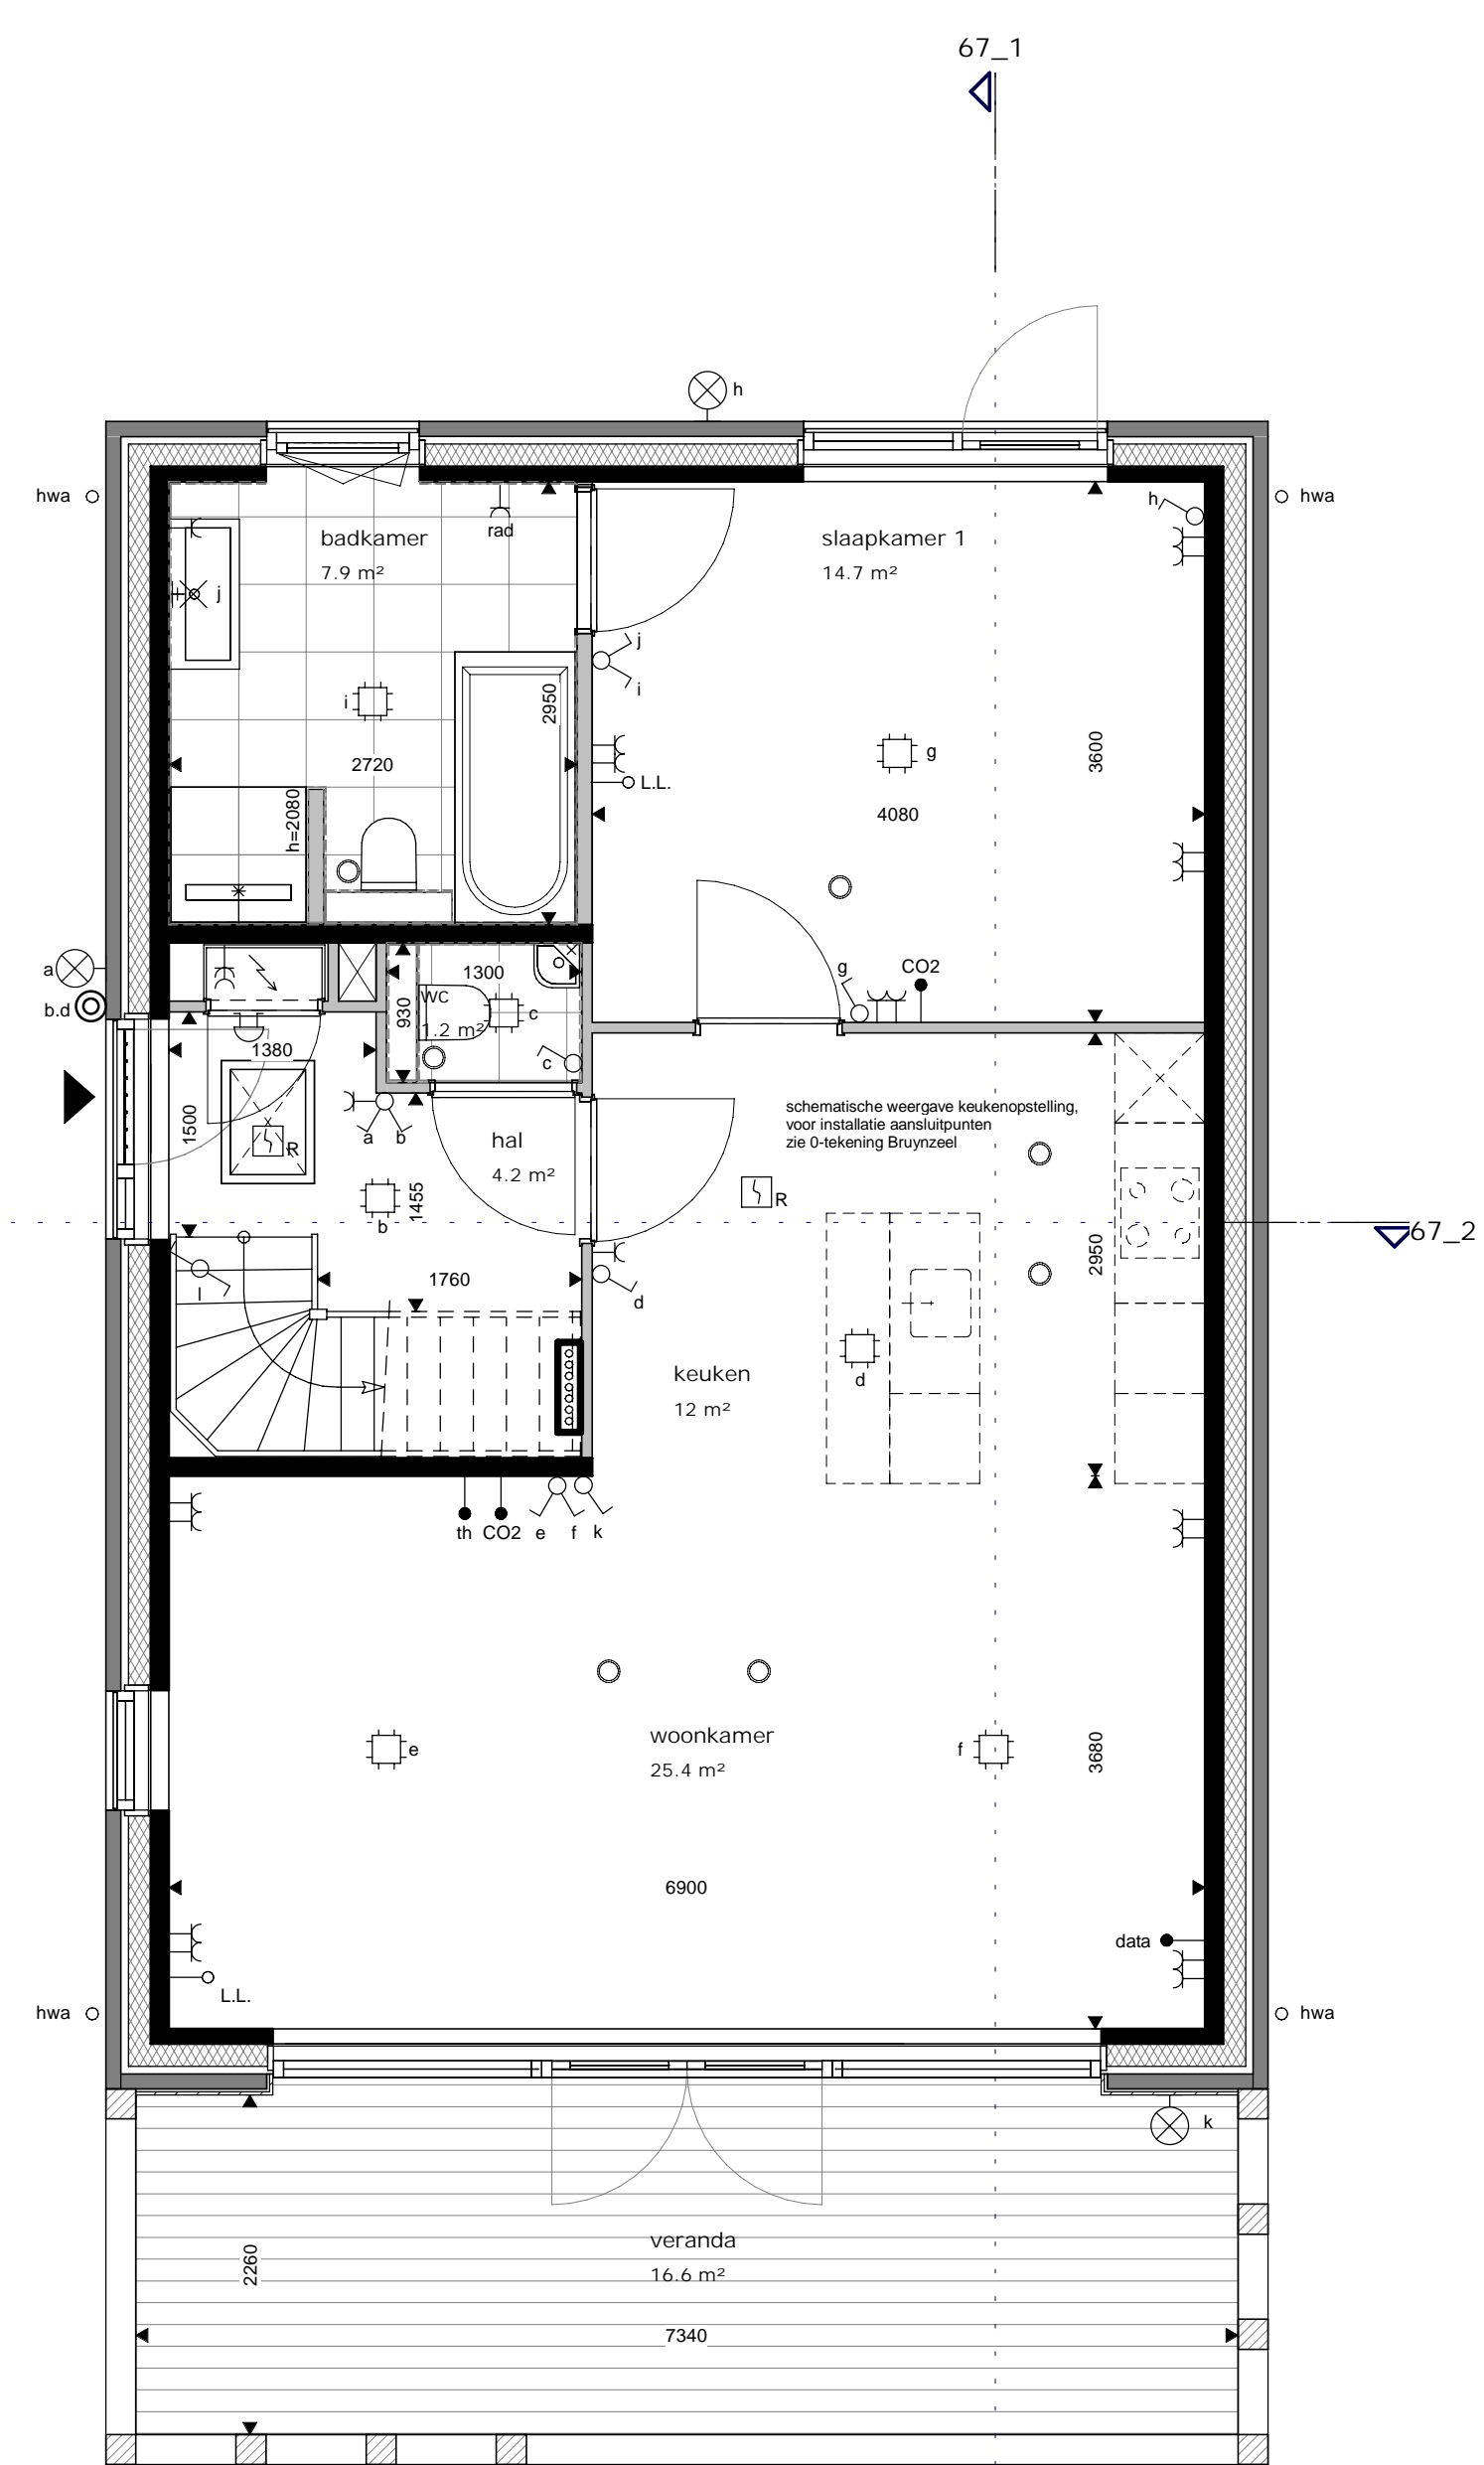 67_1
h
hwa
hwa
badkamer
7.9 m²
rad
slaapkamer 1
14.7 m²
h
j
j
i
i
2950
2720
L.L.
g
3600
4080
h=2080
a
b.d
1300
930
WC
1.2 m²
c
c
g
CO2
1380
1500
R
a
b
hal
4.2 m²
b
1455
schematische weergave keukenopstelling,
voor installatie aansluitpunten
zie 0-tekening Bruynzeel
R
67_2
2950
1760
d
l
keuken
12 m²
d
th
CO2
e
f
k
woonkamer
25.4 m²
e
f
3680
6900
data
L.L.
hwa
hwa
k
veranda
16.6 m²
2260
7340